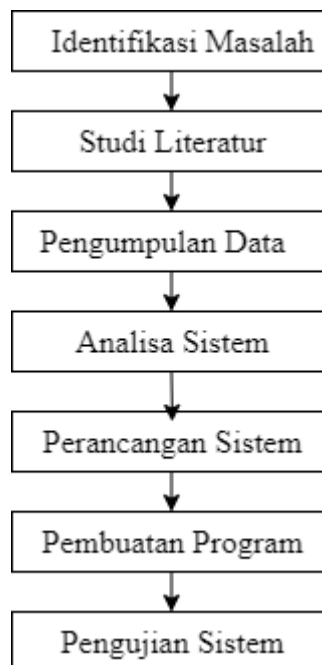 Identifikasi Masalah
Studi Literatur
Pengumpulan Data
Analisa Sistem
Perancangan Sistem
Pembuatan Program
Pengujian Sistem